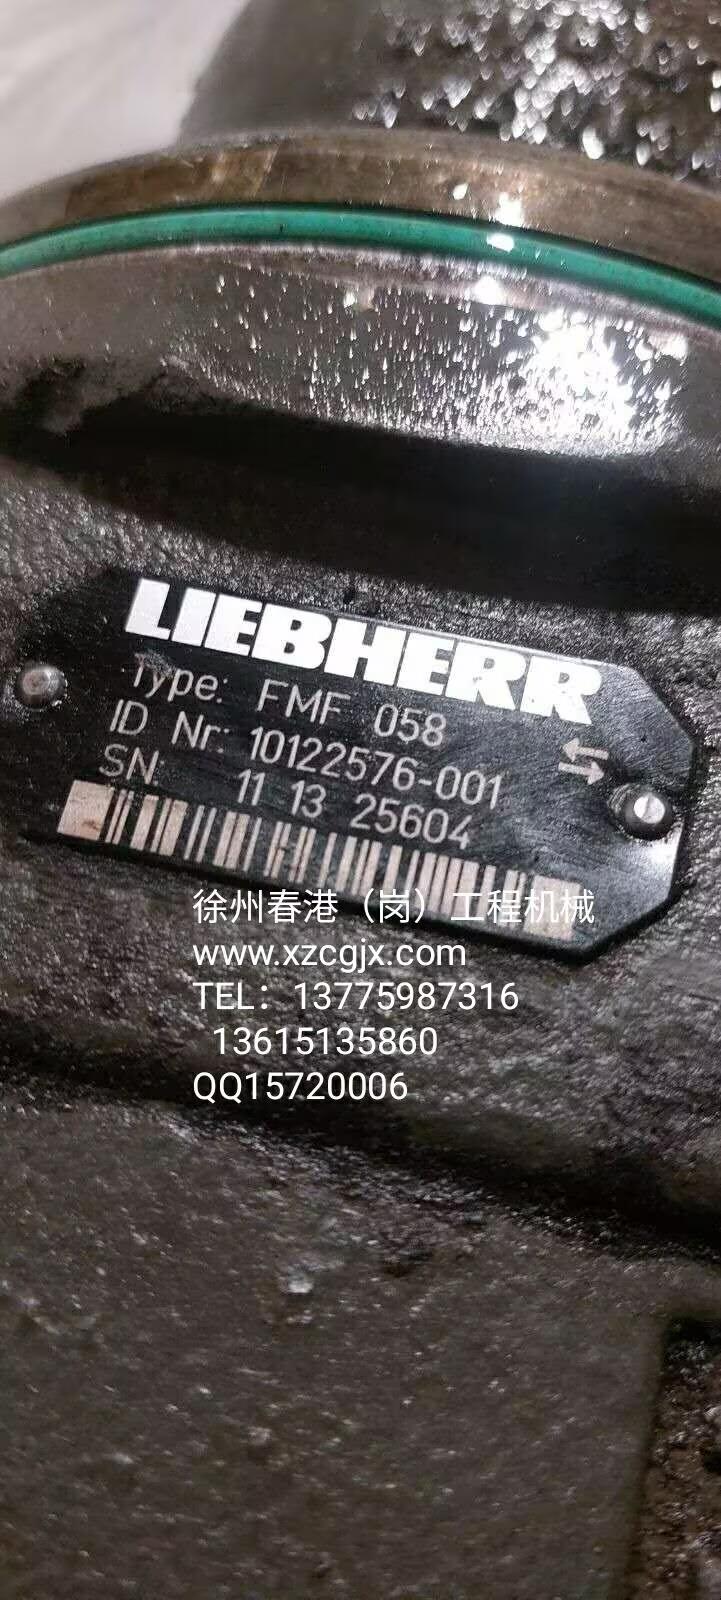 LIEBHERR
Type: FMF 058
ID Nr: 10122576-001
SN: 11 13 25604
徐州春港（岗）工程机械
www.xzcgjx.com
TEL：13775987316
13615135860
QQ15720006